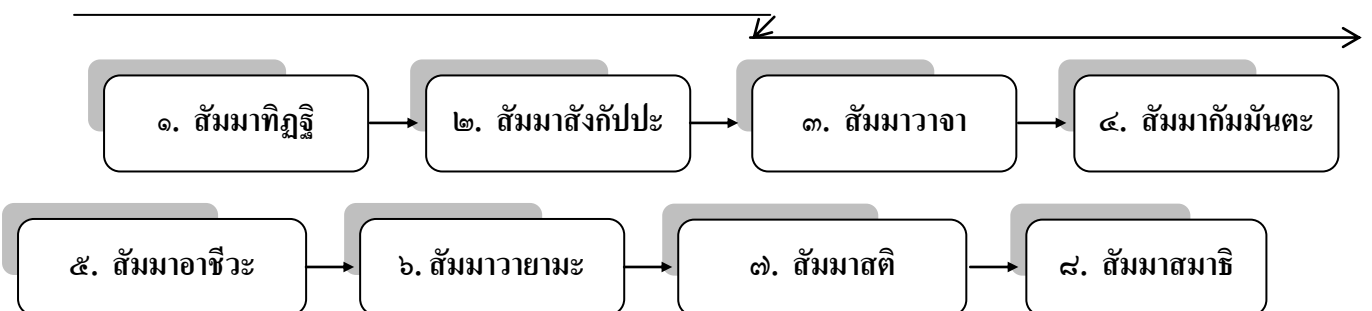 ๑. สัมมาทิฏฐิ
๒. สัมมาสังกัปปะ
๓. สัมมาวาจา
๔. สัมมากัมมันตะ
๕. สัมมาอาชีวะ
๖. สัมมาวายามะ
๗. สัมมาสติ
๘. สัมมาสมาธิ